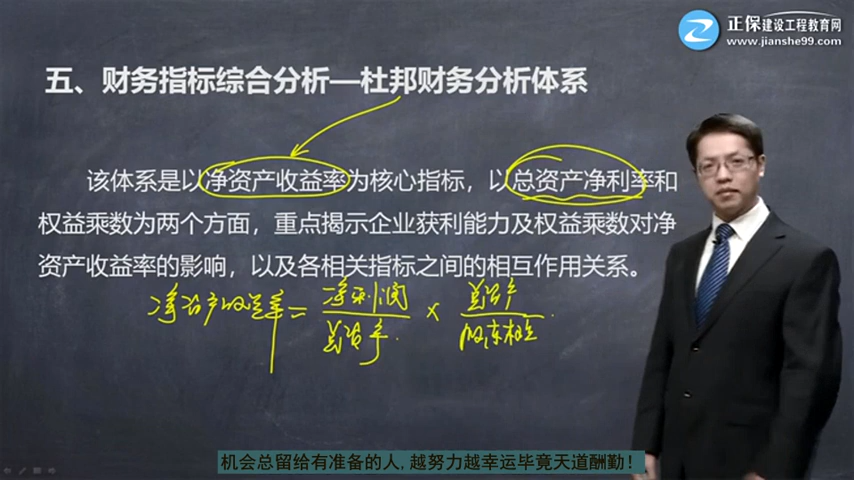 正保建设工程教育网
www.jianshe99.com
五、财务指标综合分析—杜邦财务分析体系
该体系是以净资产收益率为核心指标，以总资产净利率和
权益乘数为两个方面，重点揭示企业获利能力及权益乘数对净
资产收益率的影响，以及各相关指标之间的相互作用关系。
净资产收益率 = 净利润 × 总资产
总资产 股东权益
机会总留给有准备的人,越努力越幸运毕竟天道酬勤！